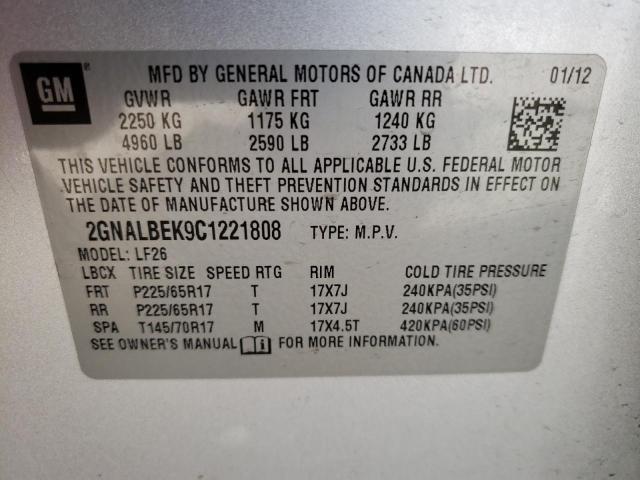 GM ® MFD BY GENERAL MOTORS OF CANADA LTD. 01/12
GVWR GAWR FRT GAWR RR
2250 KG 1175 KG 1240 KG
4960 LB 2590 LB 2733 LB
THIS VEHICLE CONFORMS TO ALL APPLICABLE U.S. FEDERAL MOTOR
VEHICLE SAFETY AND THEFT PREVENTION STANDARDS IN EFFECT ON
THE DATE OF MANUFACTURE SHOWN ABOVE.
2GNALBEK9C1221808 TYPE: M.P.V.
MODEL: LF26
LBCX TIRE SIZE SPEED RTG RIM COLD TIRE PRESSURE
FRT P225/65R17 T 17X7J 240KPA(35PSI)
RR P225/65R17 T 17X7J 240KPA(35PSI)
SPA T145/70R17 M 17X4.5T 420KPA(60PSI)
SEE OWNER'S MANUAL FOR MORE INFORMATION.